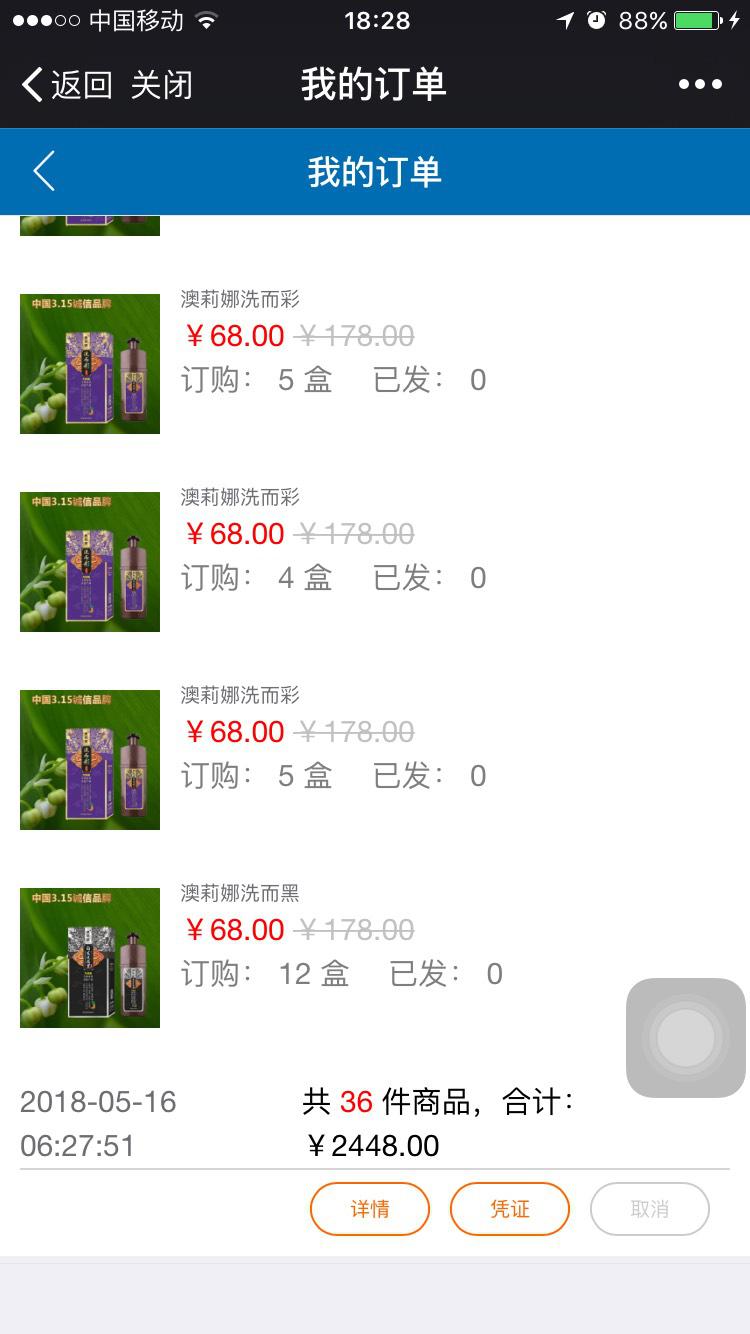 中国移动
18:28
88%
返回 关闭
我的订单
我的订单
中国3.15诚信品牌
澳莉娜洗而彩
￥68.00 ￥178.00
订购： 5 盒 已发： 0
中国3.15诚信品牌
澳莉娜洗而彩
￥68.00 ￥178.00
订购： 4 盒 已发： 0
中国3.15诚信品牌
澳莉娜洗而彩
￥68.00 ￥178.00
订购： 5 盒 已发： 0
中国3.15诚信品牌
澳莉娜洗而黑
￥68.00 ￥178.00
订购： 12 盒 已发： 0
2018-05-16
06:27:51
共 36 件商品，合计：
￥2448.00
详情
凭证
取消